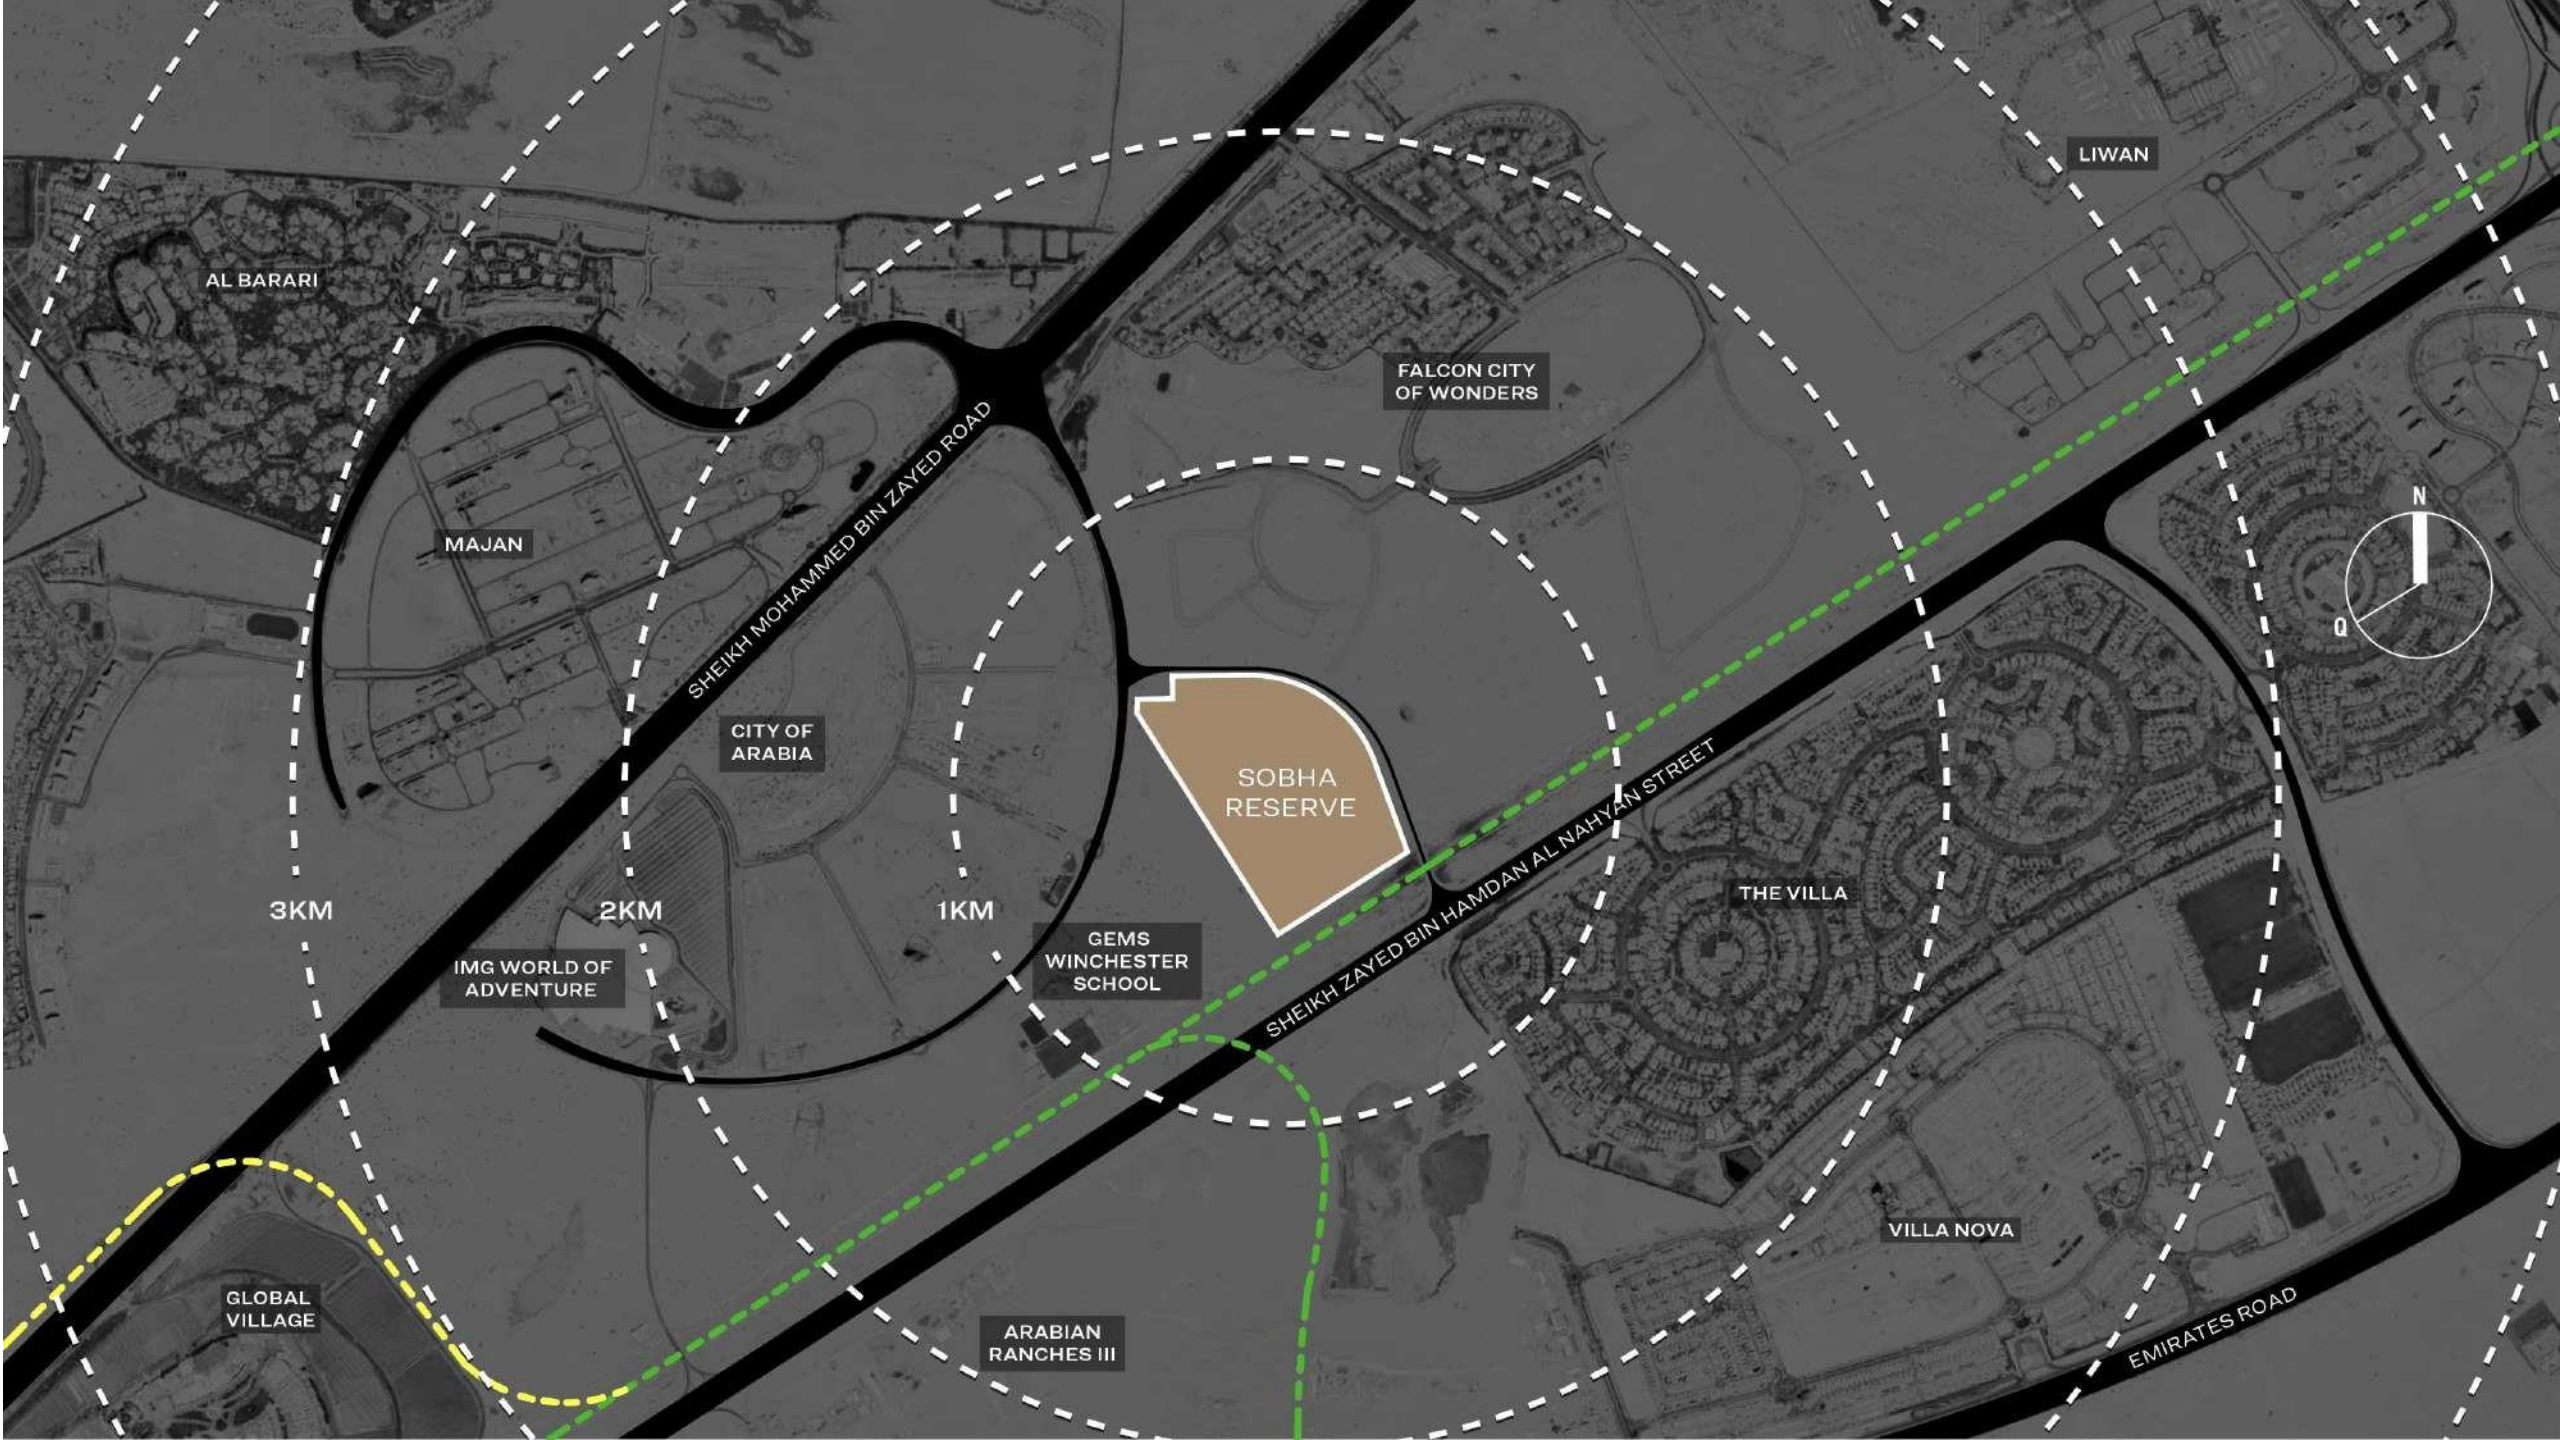 LIWAN
AL BARARI
FALCON CITY
OF WONDERS
N
Q
MAJAN
SHEIKH MOHAMMED BIN ZAYED ROAD
CITY OF
ARABIA
SOBHA
RESERVE
SHEIKH ZAYED BIN HAMDAN AL NAHYAN STREET
THE VILLA
3KM
2KM
1KM
GEMS
WINCHESTER
SCHOOL
IMG WORLD OF
ADVENTURE
VILLA NOVA
GLOBAL
VILLAGE
ARABIAN
RANCHES III
EMIRATES ROAD